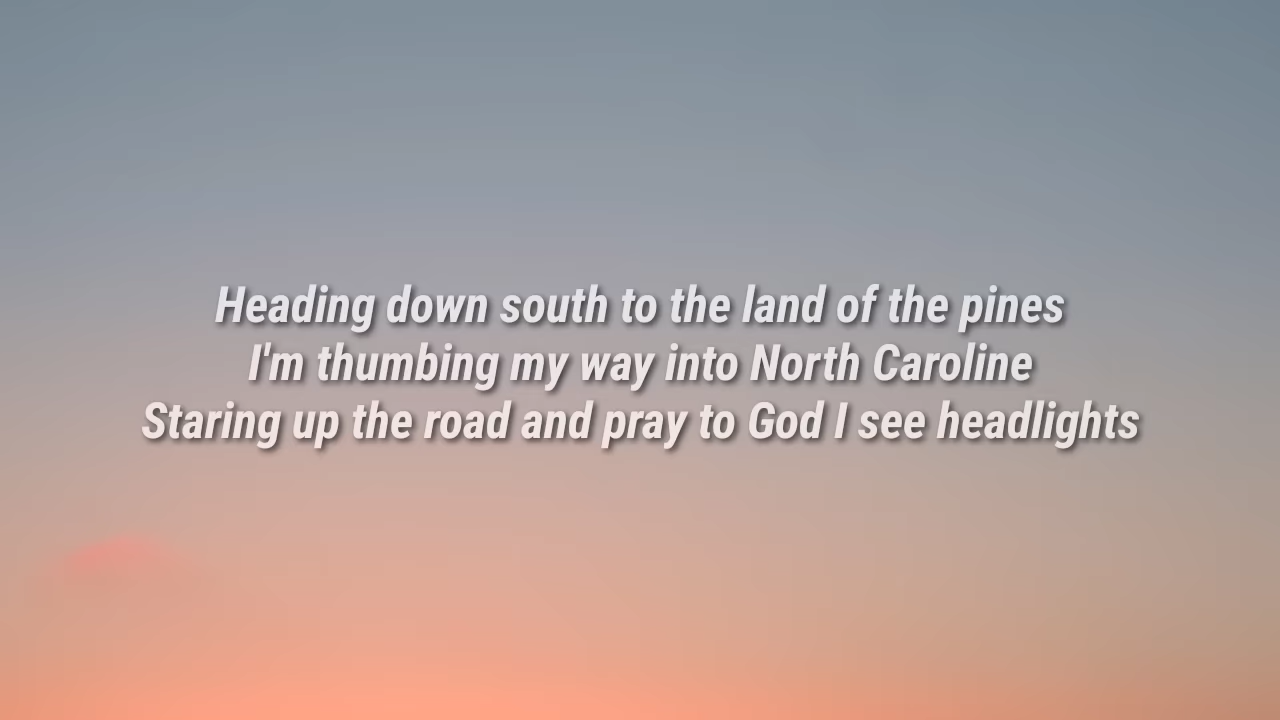 Heading down south to the land of the pines
I'm thumbing my way into North Caroline
Staring up the road and pray to God I see headlights